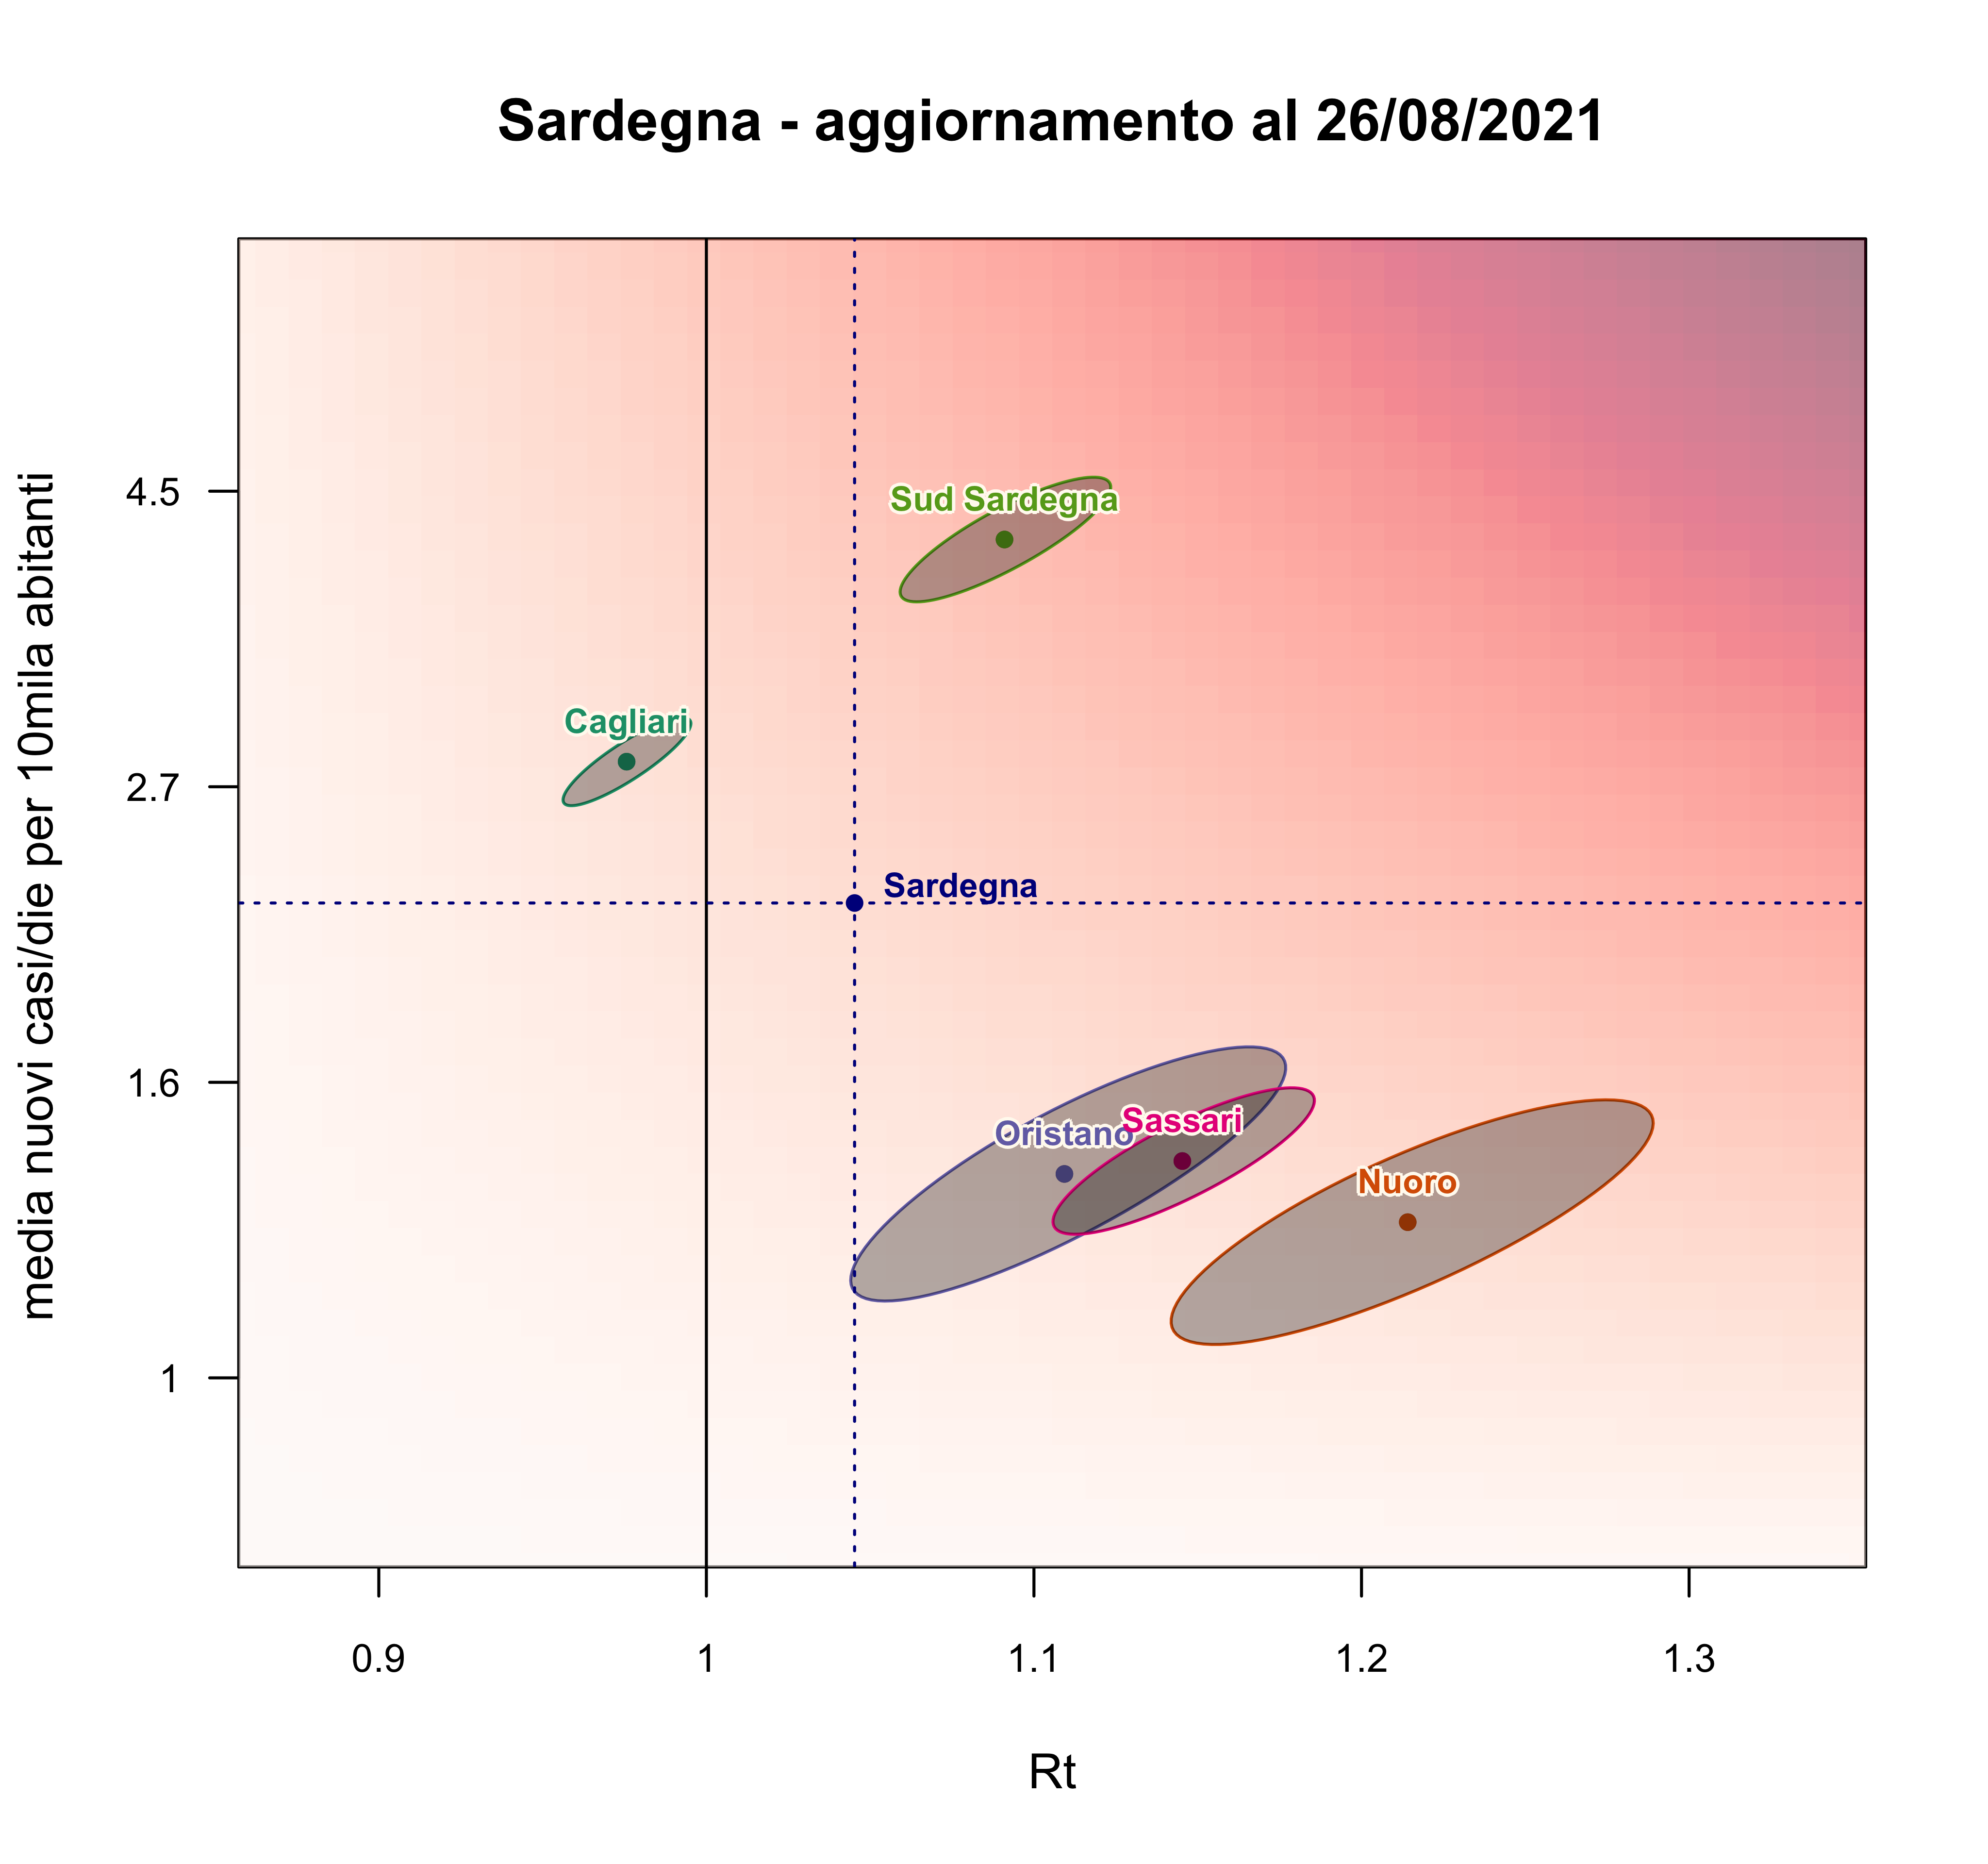 Sardegna - aggiornamento al 26/08/2021
media nuovi casi/die per 10mila abitanti
4.5
2.7
1.6
1
Sud Sardegna
Cagliari
Sardegna
Sassari
Oristano
Nuoro
0.9
1
1.1
1.2
1.3
Rt